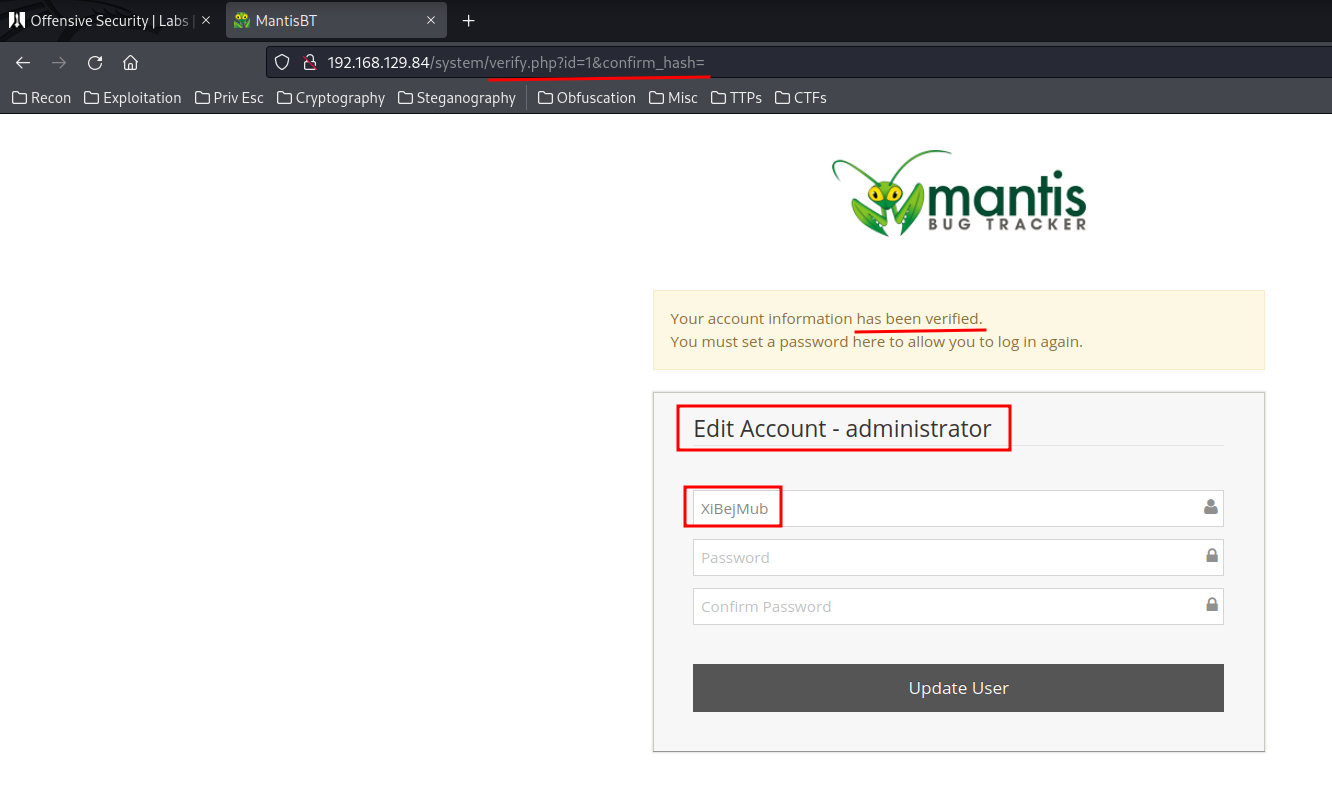 Offensive Security | Labs |
MantisBT
192.168.129.84/system/verify.php?id=1&confirm_hash=
Recon Exploitation Priv Esc Cryptography Steganography Obfuscation Misc TTPs CTFs
mantis
BUG TRACKER
Your account information has been verified.
You must set a password here to allow you to log in again.
Edit Account - administrator
XiBejMub
Password
Confirm Password
Update User